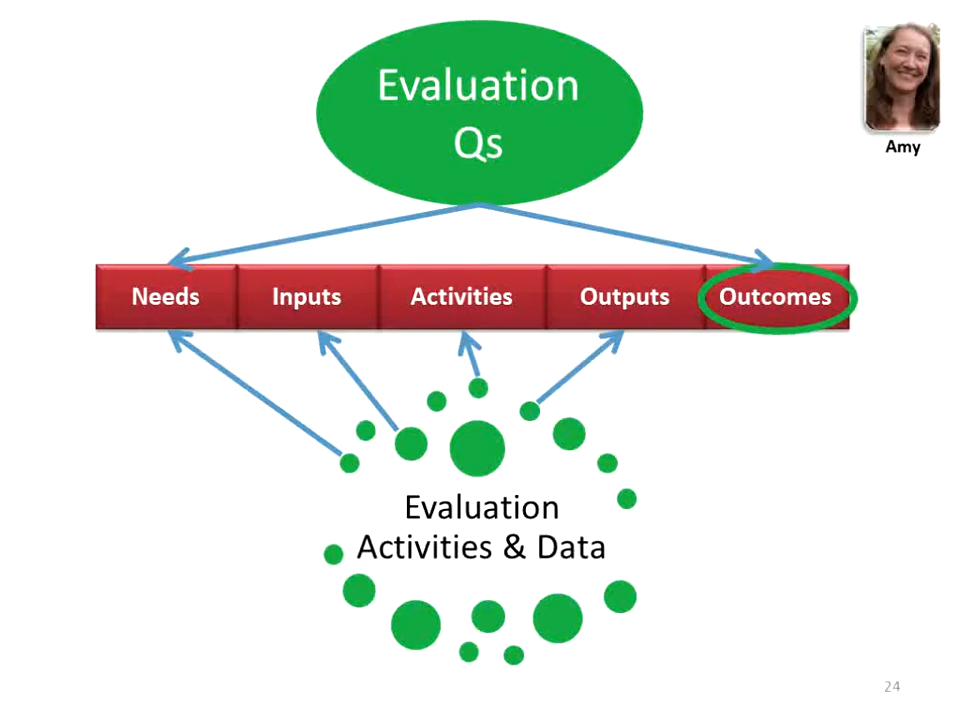 Evaluation
Qs
Amy
Needs Inputs Activities Outputs Outcomes
Evaluation
Activities & Data
24